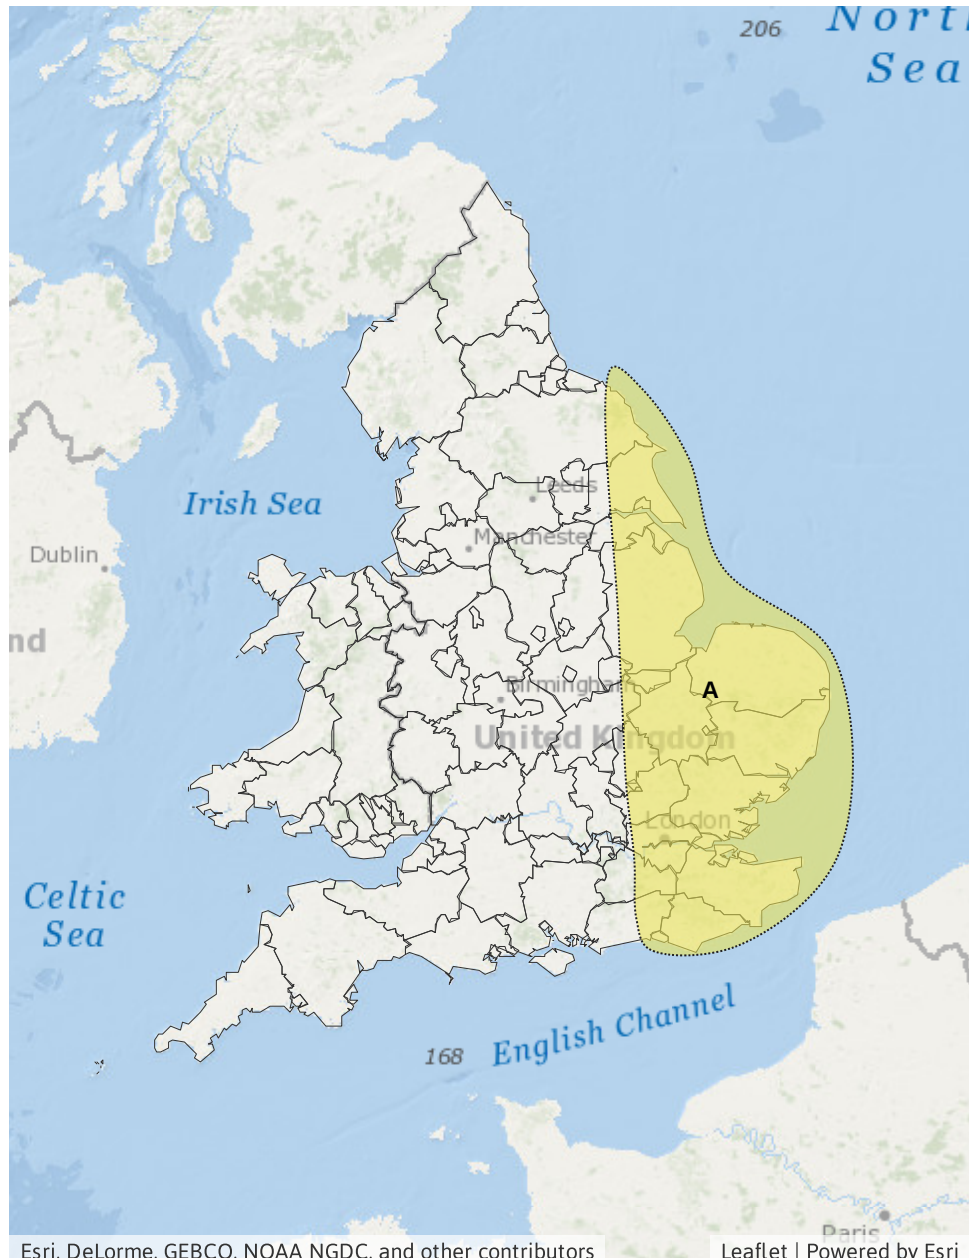 206
Nort
Sea
Leeds
Irish Sea
Manchester
Dublin
nd
Birmingham
A
United Kingdom
London
Celtic
Sea
English Channel
168
Paris
Esri, DeLorme, GEBCO, NOAA NGDC, and other contributors
Leaflet | Powered by Esri